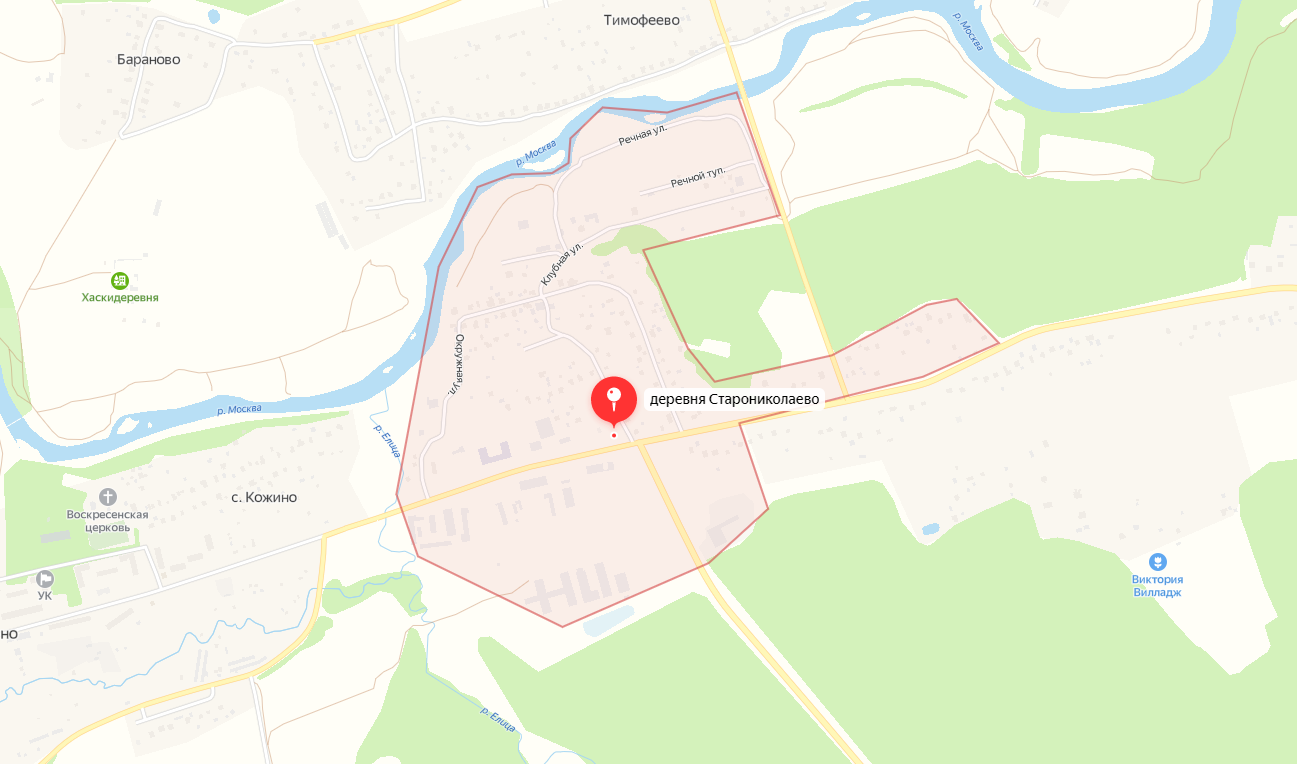 Тимофеево
р. Москва
Бараново
Речная ул.
р. Москва
Речной туп.
Клубная ул.
Хаскидеревня
Окружная ул.
деревня Старониколаево
р. Москва
р. Елица
с. Кожино
Воскресенская
церковь
Виктория
Вилладж
УК
но
р. Елица